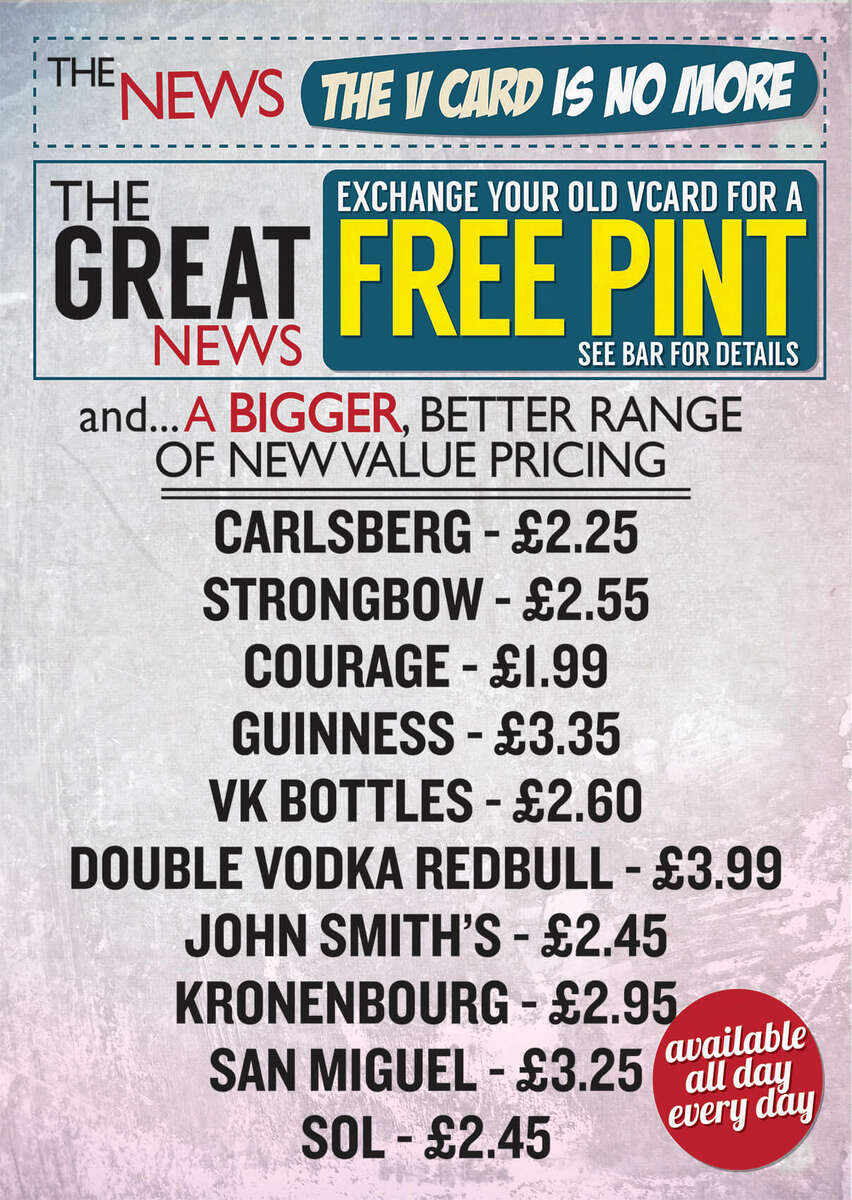 THE NEWS
THE V CARD IS NO MORE
THE
GREAT
NEWS
EXCHANGE YOUR OLD VCARD FOR A
FREE PINT
SEE BAR FOR DETAILS
and...A BIGGER, BETTER RANGE
OF NEW VALUE PRICING
CARLSBERG - £2.25
STRONGBOW - £2.55
COURAGE - £1.99
GUINNESS - £3.35
VK BOTTLES - £2.60
DOUBLE VODKA REDBULL - £3.99
JOHN SMITH'S - £2.45
KRONENBOURG - £2.95
SAN MIGUEL - £3.25
SOL - £2.45
available
all day
every day